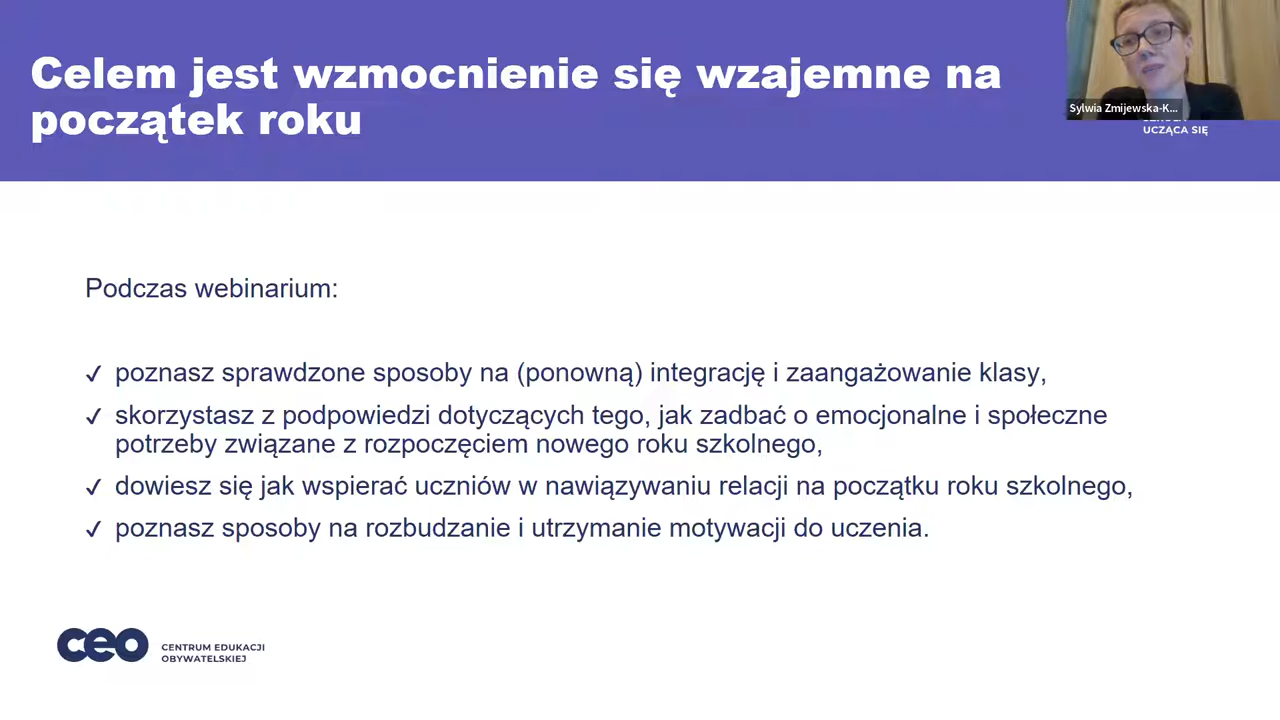 Celem jest wzmocnienie się wzajemne na
początek roku
Sylwia Zmijewska-K...
UCZĄCA SIĘ
Podczas webinarium:
✓ poznasz sprawdzone sposoby na (ponowną) integrację i zaangażowanie klasy,
✓ skorzystasz z podpowiedzi dotyczących tego, jak zadbać o emocjonalne i społeczne
potrzeby związane z rozpoczęciem nowego roku szkolnego,
✓ dowiesz się jak wspierać uczniów w nawiązywaniu relacji na początku roku szkolnego,
✓ poznasz sposoby na rozbudzanie i utrzymanie motywacji do uczenia.
ceo
CENTRUM EDUKACJI
OBYWATELSKIEJ